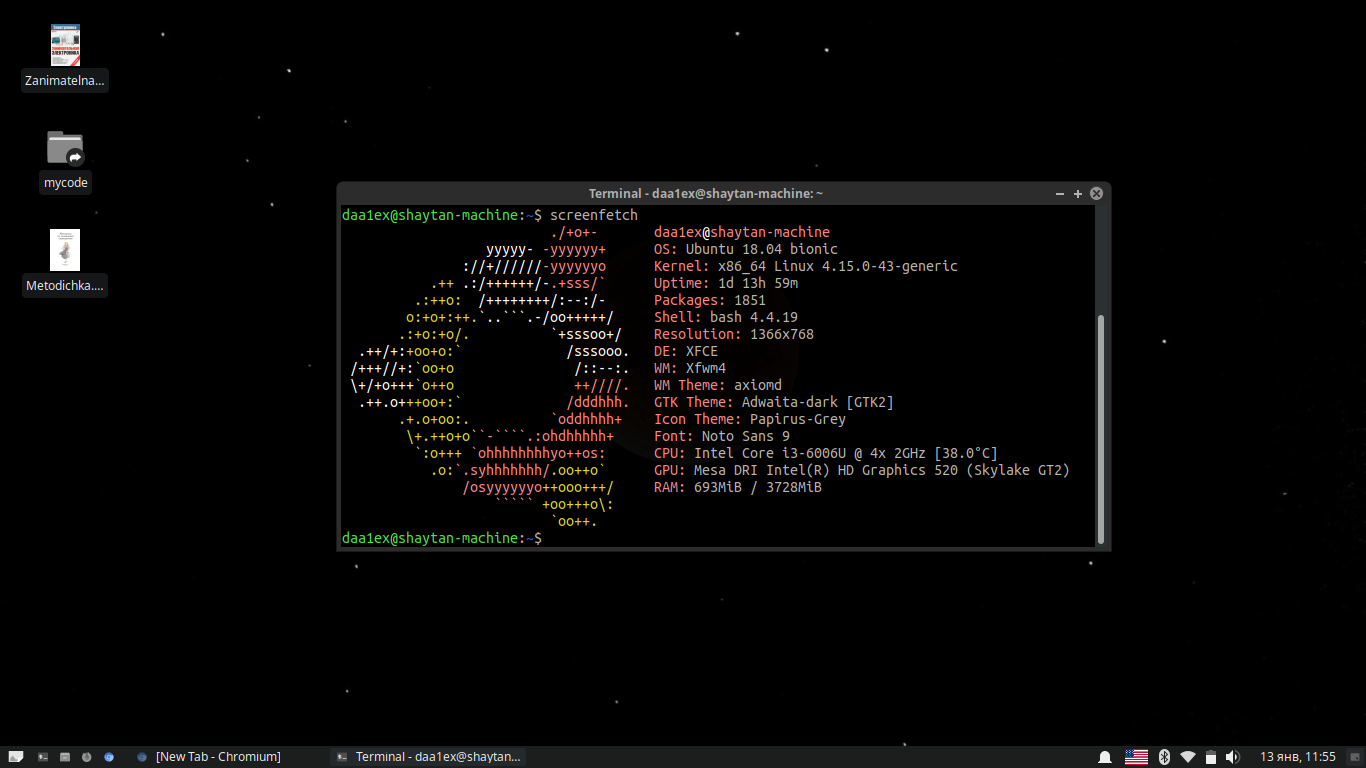 Zanimatelna...
mycode
Metodichka....
Terminal - daa1ex@shaytan-machine: ~
daa1ex@shaytan-machine:~$ screenfetch
./+o+- daa1ex@shaytan-machine
yyyyy- -yyyyyy+ OS: Ubuntu 18.04 bionic
://+//////-yyyyyyo Kernel: x86_64 Linux 4.15.0-43-generic
.++ .:/++++++/-.+sss/` Uptime: 1d 13h 59m
.:++o: /++++++++/:--:/- Packages: 1851
o:+o+:++.`..```.-/oo+++++/ Shell: bash 4.4.19
.:+o:+o/. `+sssoo+/ Resolution: 1366x768
.++/+:+oo+o:` /sssooo. DE: XFCE
/+++//+:`oo+o /::--:. WM: Xfwm4
\+/+o+++`o++o ++////. WM Theme: axiomd
.++.o+++oo+:` /dddhhh. GTK Theme: Adwaita-dark [GTK2]
.+.o+oo:. `oddhhhh+ Icon Theme: Papirus-Grey
\+.++o+o``-````.:ohdhhhhh+ Font: Noto Sans 9
`:o+++ `ohhhhhhhhyo++os: CPU: Intel Core i3-6006U @ 4x 2GHz [38.0°C]
.o:`.syhhhhhhh/.oo++o` GPU: Mesa DRI Intel(R) HD Graphics 520 (Skylake GT2)
/osyyyyyyo++ooo+++/ RAM: 693MiB / 3728MiB
````` +oo+++o\:
`oo++.
daa1ex@shaytan-machine:~$
[New Tab - Chromium]
Terminal - daa1ex@shaytan...
13 янв, 11:55